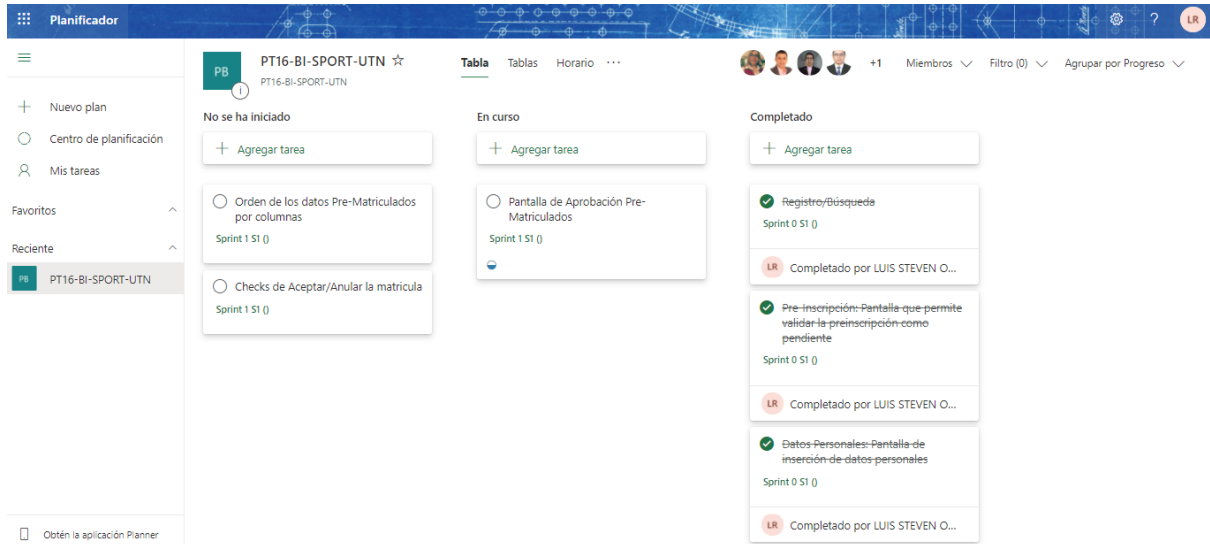 Planificador
?
LR
PB
i
PT16-BI-SPORT-UTN
PT16-BI-SPORT-UTN
Tabla Tablas Horario ...
+1 Miembros Filtro (0) Agrupar por Progreso
Nuevo plan
Centro de planificación
Mis tareas
Favoritos
Reciente
PB PT16-BI-SPORT-UTN
Obtén la aplicación Planner
No se ha iniciado
+ Agregar tarea
Orden de los datos Pre-Matriculados
por columnas
Sprint 1 S1 ()
Checks de Aceptar/Anular la matricula
Sprint 1 S1 ()
En curso
+ Agregar tarea
Pantalla de Aprobación Pre-
Matriculados
Sprint 1 S1 ()
Completado
+ Agregar tarea
Registro/Búsqueda
Sprint 0 S1 ()
LR Completado por LUIS STEVEN O...
Pre-Inscripción: Pantalla que permite
validar la preinscripción como
pendiente
Sprint 0 S1 ()
LR Completado por LUIS STEVEN O...
Datos Personales: Pantalla de
inserción de datos personales
Sprint 0 S1 ()
LR Completado por LUIS STEVEN O...